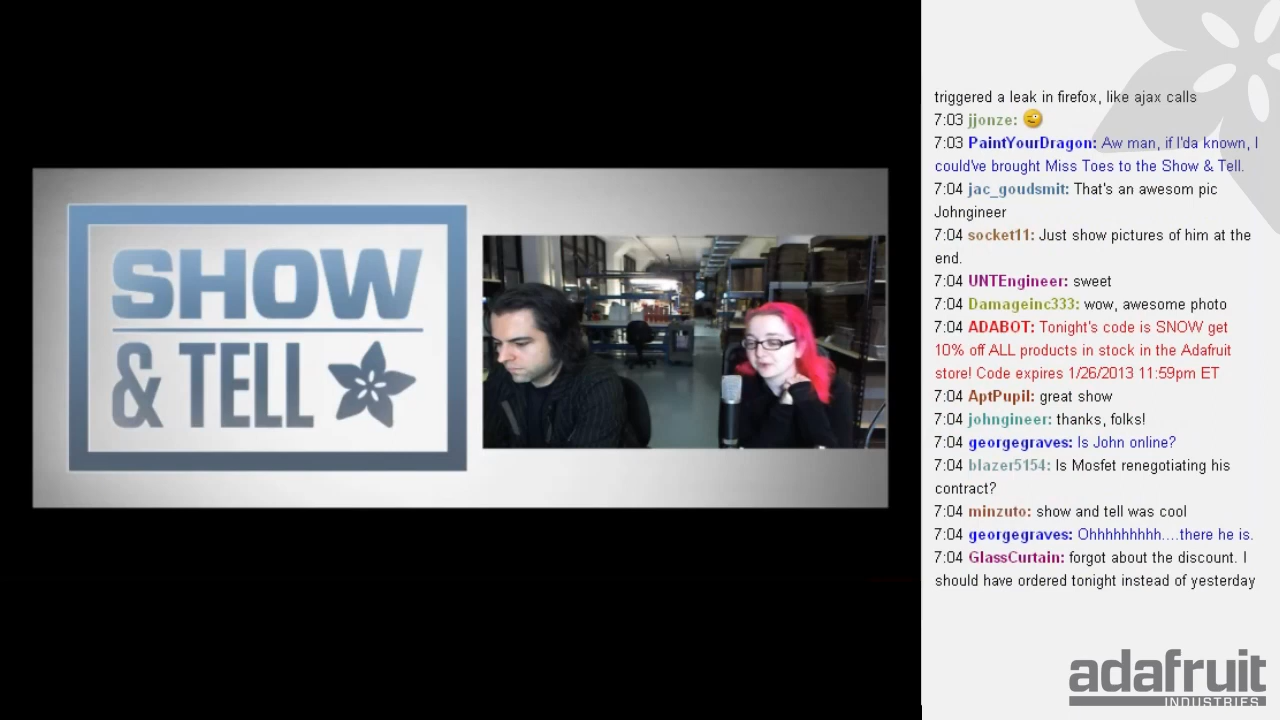 SHOW
& TELL
triggered a leak in firefox, like ajax calls
7:03 jjonze:
7:03 PaintYourDragon: Aw man, if I'da known, I
could've brought Miss Toes to the Show & Tell.
7:04 jac_goudsmit: That's an awesom pic
Johngineer
7:04 socket11: Just show pictures of him at the
end.
7:04 UNTEngineer: sweet
7:04 Damageinc333: wow, awesome photo
7:04 ADABOT: Tonight's code is SNOW get
10% off ALL products in stock in the Adafruit
store! Code expires 1/26/2013 11:59pm ET
7:04 AptPupil: great show
7:04 johngineer: thanks, folks!
7:04 georgegraves: Is John online?
7:04 blazer5154: Is Mosfet renegotiating his
contract?
7:04 minzuto: show and tell was cool
7:04 georgegraves: Ohhhhhhhhh....there he is.
7:04 GlassCurtain: forgot about the discount. I
should have ordered tonight instead of yesterday
adafruit
INDUSTRIES